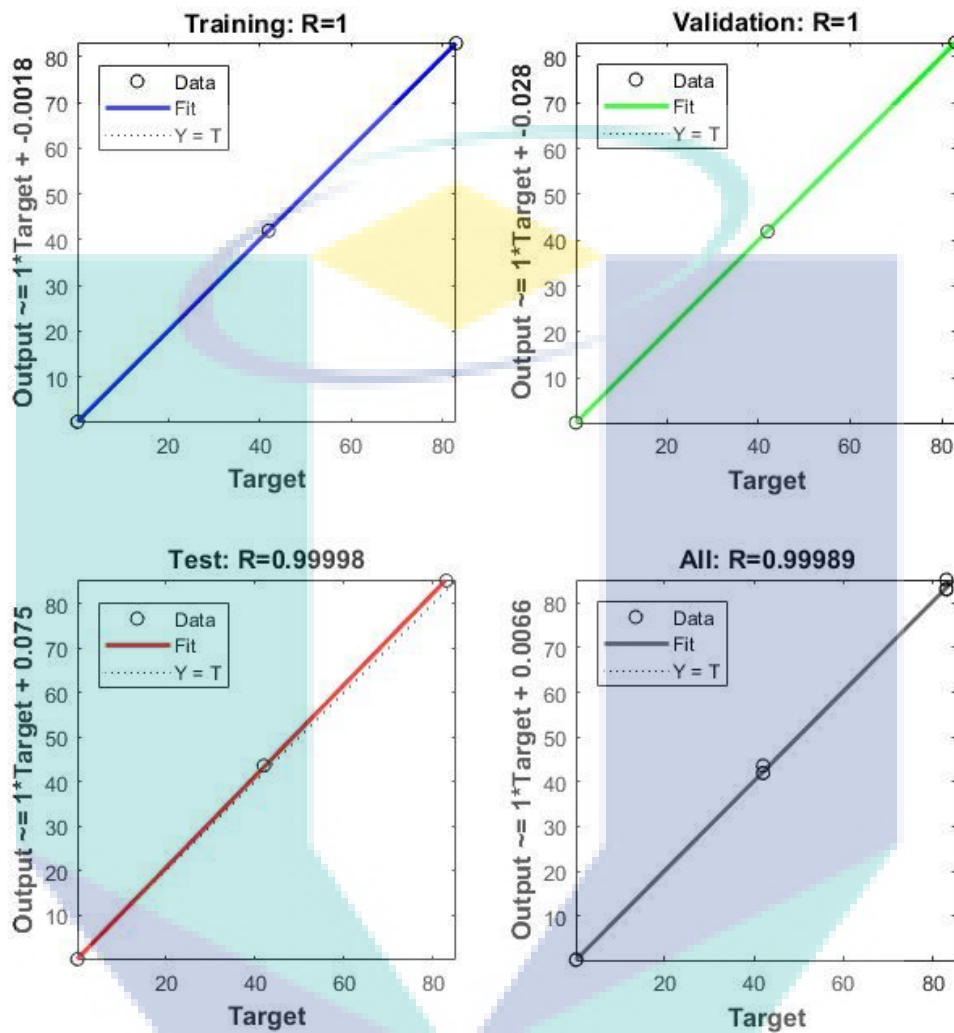 Training: R=1
Output ~= 1*Target + -0.0018
80
70
60
50
40
30
20
10
Data
Fit
Y = T
20 40 60 80
Target
Validation: R=1
Output ~= 1*Target + -0.028
80
70
60
50
40
30
20
10
Data
Fit
Y = T
20 40 60 80
Target
Test: R=0.99998
Output ~= 1*Target + 0.075
80
70
60
50
40
30
20
10
0
Data
Fit
Y = T
0 20 40 60 80
Target
All: R=0.99989
Output ~= 1*Target + 0.0066
80
70
60
50
40
30
20
10
0
Data
Fit
Y = T
0 20 40 60 80
Target